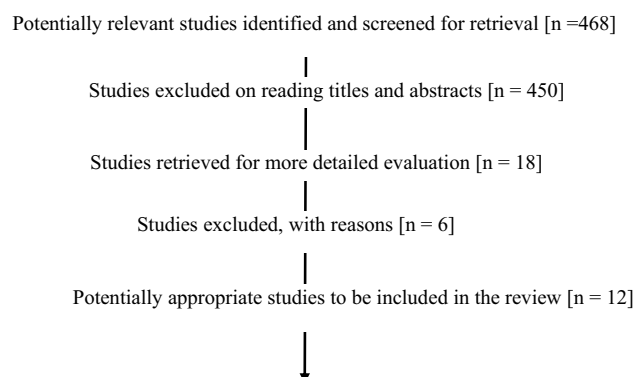 Potentially relevant studies identified and screened for retrieval [n =468]
Studies excluded on reading titles and abstracts [n = 450]
Studies retrieved for more detailed evaluation [n = 18]
Studies excluded, with reasons [n = 6]
Potentially appropriate studies to be included in the review [n = 12]